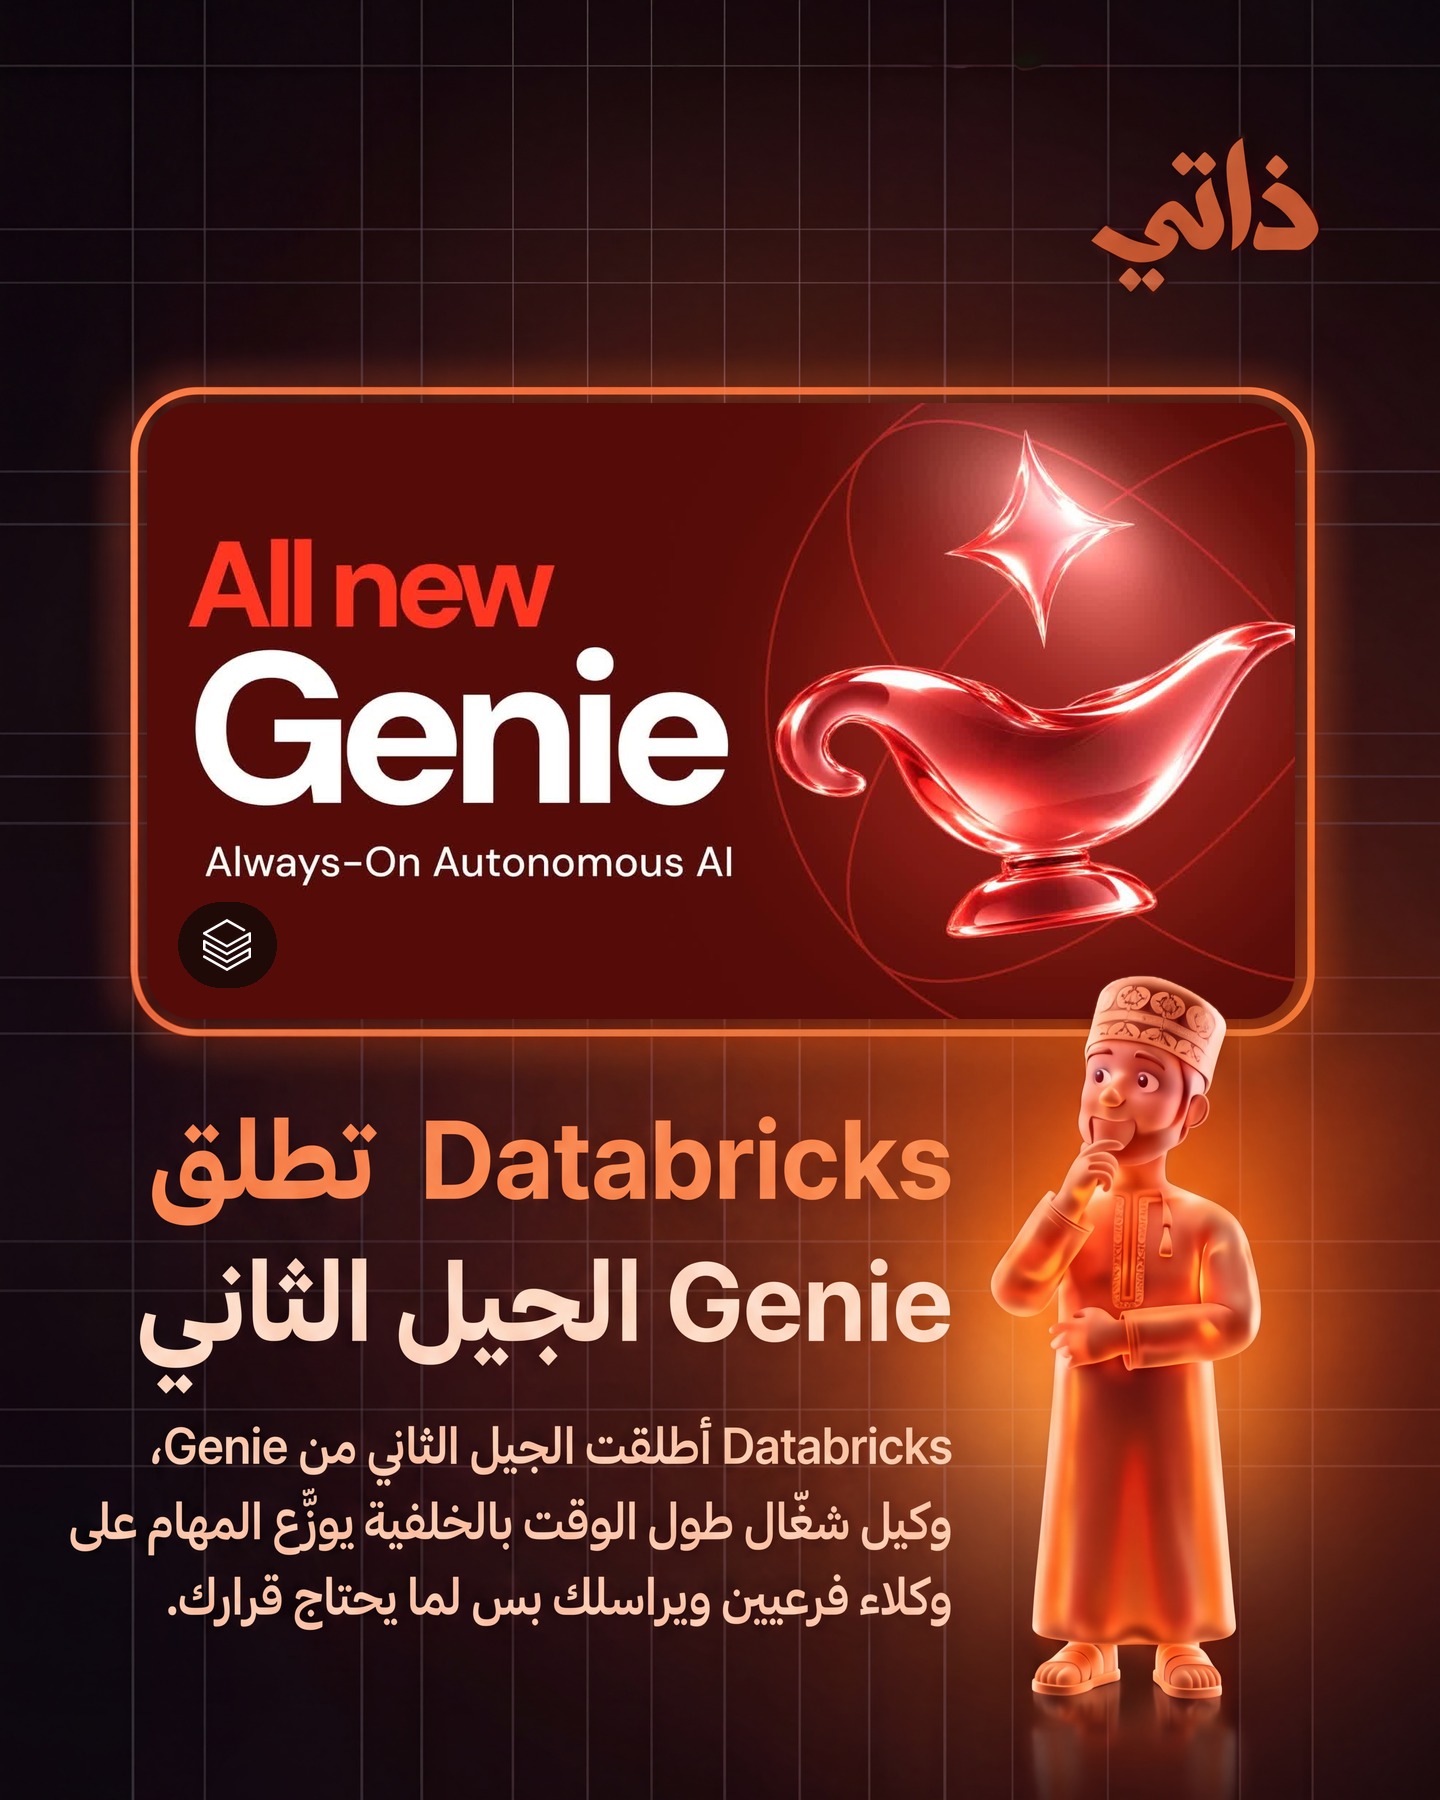 ذاتي
All new
Genie
Always-On Autonomous AI
Databricks تطلق
Genie الجيل الثاني
Databricks أطلقت الجيل الثاني من Genie،
وكيل شغّال طول الوقت بالخلفية يوزّع المهام على
وكلاء فرعيين ويراسلك بس لما يحتاج قرارك.